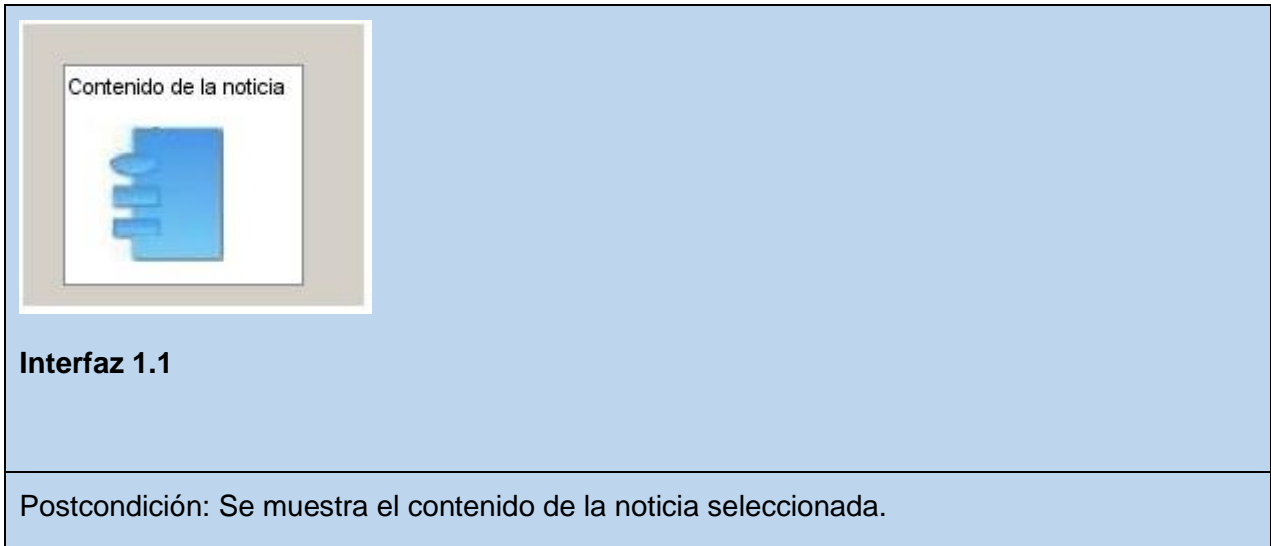 Contenido de la noticia
Interfaz 1.1
Postcondición: Se muestra el contenido de la noticia seleccionada.